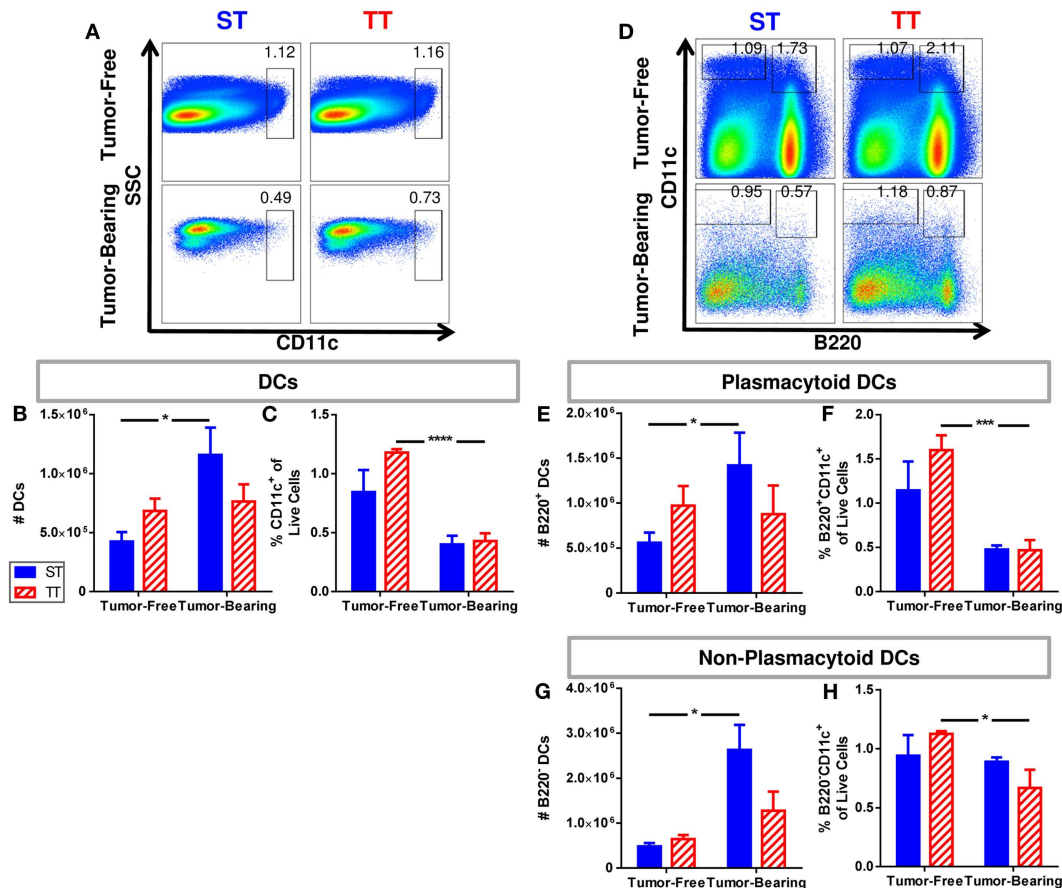 ST
TT
A
Tumor-Free
Tumor-Bearing
SSC
1.12
1.16
0.49
0.73
CD11c
ST
TT
D
Tumor-Free
Tumor-Bearing
CD11c
1.09
1.73
1.07
2.11
0.95
0.57
1.18
0.87
B220
DCs
B
# DCs
1.5×10⁶
1.0×10⁶
5.0×10⁵
0
*
Tumor-Free
Tumor-Bearing
ST
TT
C
% CD11c⁺ of
Live Cells
1.5
1.0
0.5
0.0
****
Tumor-Free
Tumor-Bearing
Plasmacytoid DCs
E
# B220⁺ DCs
2.0×10⁶
1.5×10⁶
1.0×10⁶
5.0×10⁵
0
*
Tumor-Free
Tumor-Bearing
F
% B220⁺CD11c⁺
of Live Cells
2.0
1.5
1.0
0.5
0.0
***
Tumor-Free
Tumor-Bearing
Non-Plasmacytoid DCs
G
# B220⁻ DCs
4.0×10⁶
3.0×10⁶
2.0×10⁶
1.0×10⁶
0
*
Tumor-Free
Tumor-Bearing
H
% B220⁻CD11c⁺
of Live Cells
1.5
1.0
0.5
0.0
*
Tumor-Free
Tumor-Bearing